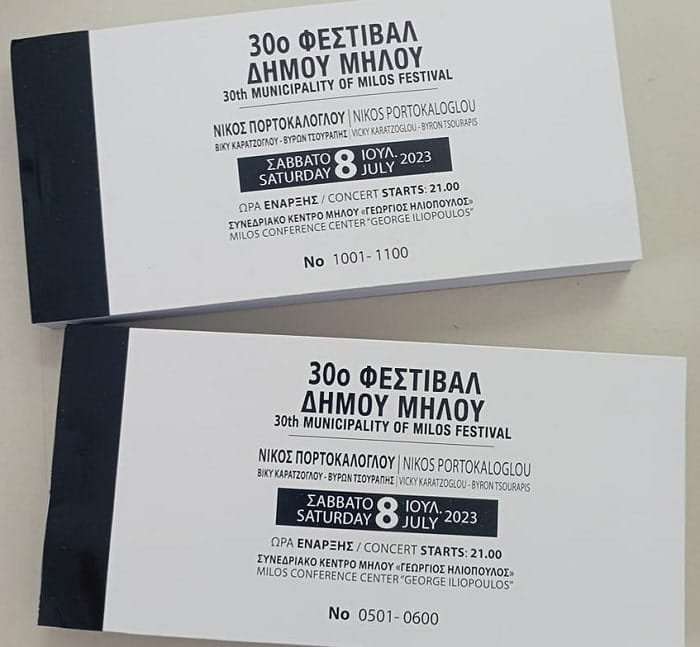 30ο ΦΕΣΤΙΒΑΛ
ΔΗΜΟΥ ΜΗΛΟΥ
30th MUNICIPALITY OF MILOS FESTIVAL
ΝΙΚΟΣ ΠΟΡΤΟΚΑΛΟΓΛΟΥ | NIKOS PORTOKALOGLOU
ΒΙΚΥ ΚΑΡΑΤΖΟΓΛΟΥ - ΒΥΡΩΝ ΤΣΟΥΡΑΠΗΣ | VICKY KARATZOGLOU - BYRON TSOURAPIS
ΣΑΒΒΑΤΟ 8 ΙΟΥΛ. 2023
SATURDAY JULY
ΩΡΑ ΕΝΑΡΞΗΣ / CONCERT STARTS: 21.00
ΣΥΝΕΔΡΙΑΚΟ ΚΕΝΤΡΟ ΜΗΛΟΥ «ΓΕΩΡΓΙΟΣ ΗΛΙΟΠΟΥΛΟΣ»
MILOS CONFERENCE CENTER "GEORGE ILIOPOULOS"
No 1001- 1100
30ο ΦΕΣΤΙΒΑΛ
ΔΗΜΟΥ ΜΗΛΟΥ
30th MUNICIPALITY OF MILOS FESTIVAL
ΝΙΚΟΣ ΠΟΡΤΟΚΑΛΟΓΛΟΥ | NIKOS PORTOKALOGLOU
ΒΙΚΥ ΚΑΡΑΤΖΟΓΛΟΥ - ΒΥΡΩΝ ΤΣΟΥΡΑΠΗΣ | VICKY KARATZOGLOU - BYRON TSOURAPIS
ΣΑΒΒΑΤΟ 8 ΙΟΥΛ. 2023
SATURDAY JULY
ΩΡΑ ΕΝΑΡΞΗΣ / CONCERT STARTS: 21.00
ΣΥΝΕΔΡΙΑΚΟ ΚΕΝΤΡΟ ΜΗΛΟΥ «ΓΕΩΡΓΙΟΣ ΗΛΙΟΠΟΥΛΟΣ»
MILOS CONFERENCE CENTER "GEORGE ILIOPOULOS"
No 0501- 0600